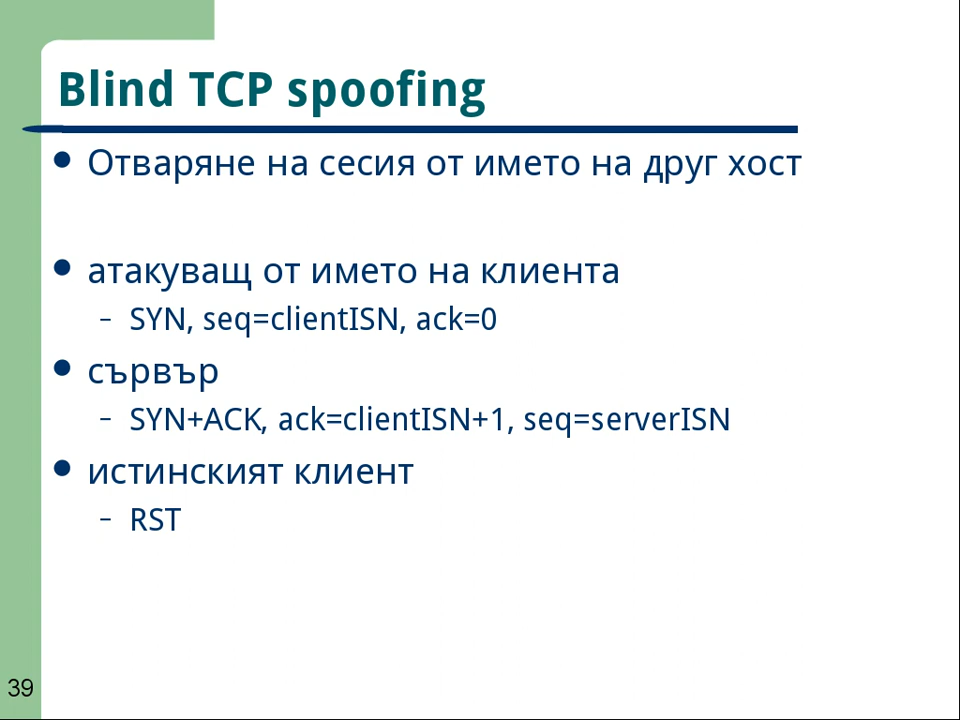 Blind TCP spoofing
● Отваряне на сесия от името на друг хост
● атакуващ от името на клиента
– SYN, seq=clientISN, ack=0
● сървър
– SYN+ACK, ack=clientISN+1, seq=serverISN
● истинският клиент
– RST
39